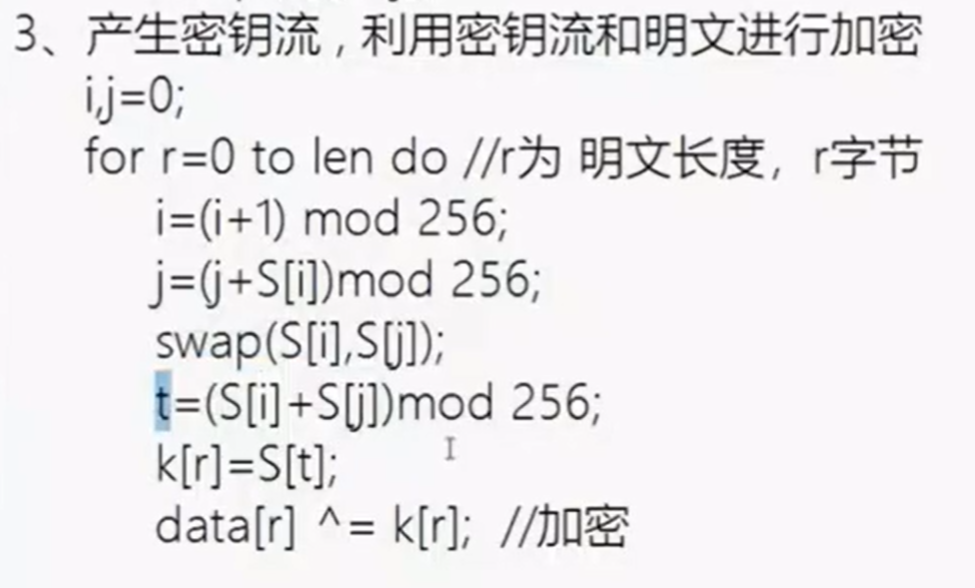 3、产生密钥流，利用密钥流和明文进行加密
i,j=0;
for r=0 to len do //r为 明文长度，r字节
i=(i+1) mod 256;
j=(j+S[i])mod 256;
swap(S[i],S[j]);
t=(S[i]+S[j])mod 256;
k[r]=S[t];
data[r] ^= k[r];  //加密